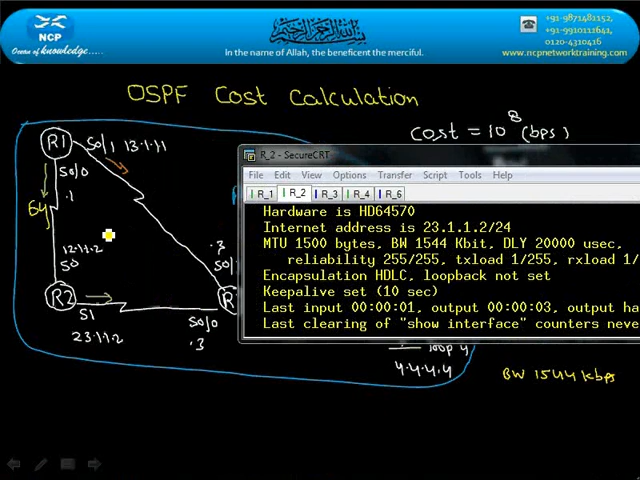 NCP
Ocean of knowledge.....
بسم الله الرحمن الرحيم
In the name of Allah, the beneficent the merciful.
+91-9871481152,
+91-9910112641,
0120-4310416
www.ncpnetworktraining.com
OSPF Cost Calculation
Cost = 10^8 (bps)
R1 S0/1 13.1.1.1
S0/0
.1
64
12.1.1.2
S0
R2
S1
23.1.1.2
.3
S0/
R
S0/0
.3
R_2 - SecureCRT
File Edit View Options Transfer Script Tools Help
R_1 R_2 R_3 R_4 R_6
Hardware is HD64570
Internet address is 23.1.1.2/24
MTU 1500 bytes, BW 1544 Kbit, DLY 20000 usec,
reliability 255/255, txload 1/255, rxload 1/
Encapsulation HDLC, loopback not set
Keepalive set (10 sec)
Last input 00:00:01, output 00:00:03, output ha
Last clearing of "show interface" counters neve
loop 4
4.4.4.4
BW 1544 kbps